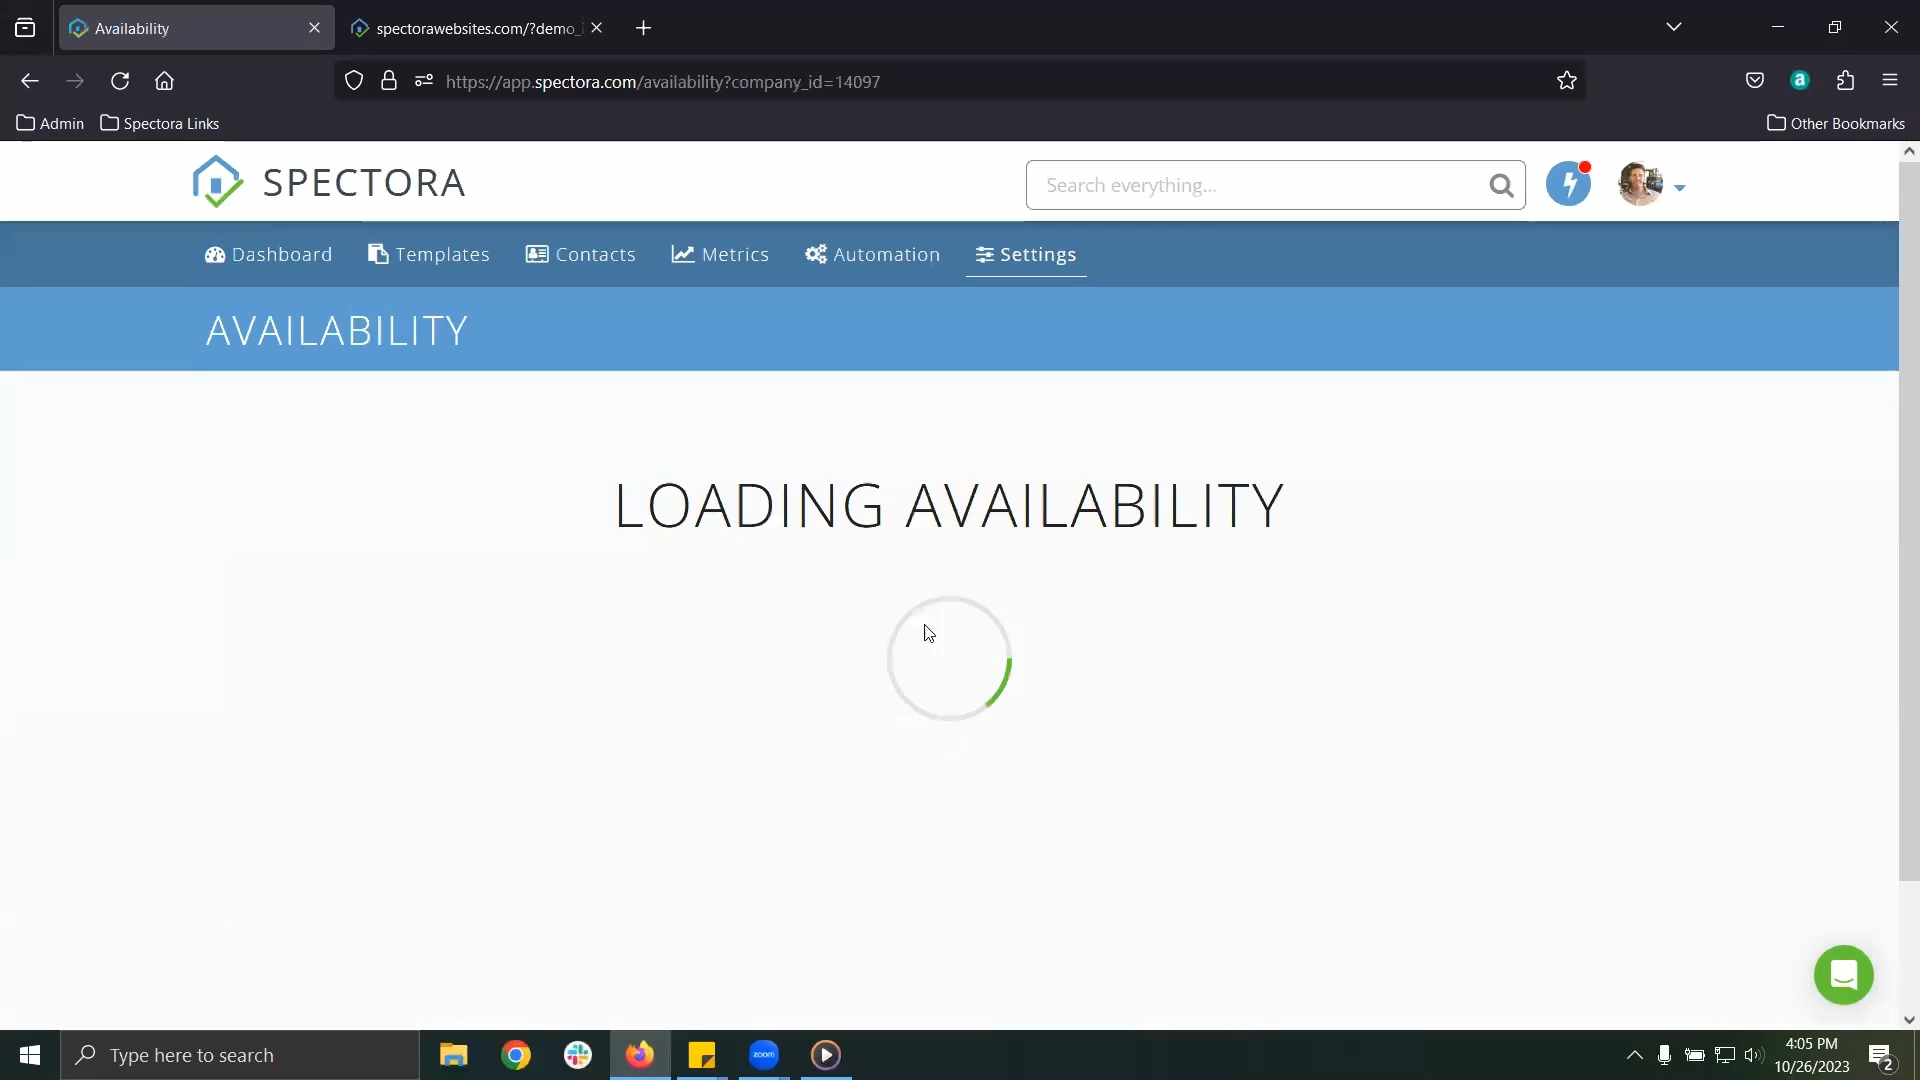 Availability
spectorawebsites.com/?demo_
https://app.spectora.com/availability?company_id=14097
Admin
Spectora Links
Other Bookmarks
SPECTORA
Search everything...
Dashboard
Templates
Contacts
Metrics
Automation
Settings
AVAILABILITY
LOADING AVAILABILITY
Type here to search
zoom
4:05 PM
10/26/2023
2